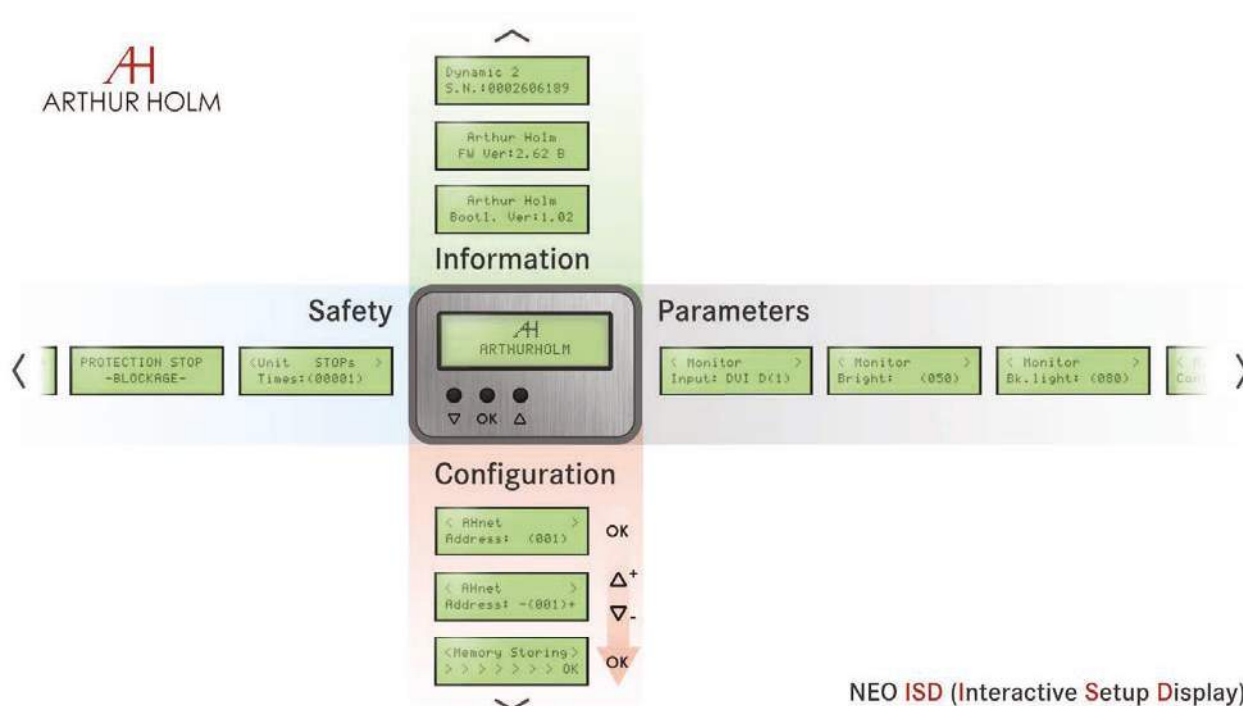 AH
ARTHUR HOLM
Dynamic 2
S.N.:0002606189
Arthur Holm
FW Ver:2.62 B
Arthur Holm
Bootl. Ver:1.02
Information
Safety
Parameters
PROTECTION STOP
-BLOCKAGE-
<Unit STOPs >
Times:(00001)
AH
ARTHURHOLM
OK
< Monitor >
Input: DVI D(1)
< Monitor >
Bright: (050)
< Monitor >
Bk.light: (080)
Configuration
< AHnet >
Address: (001)
OK
< AHnet >
Address: -(001)+
+
-
<Memory Storing>
> > > > > > > OK
OK
NEO ISD (Interactive Setup Display)